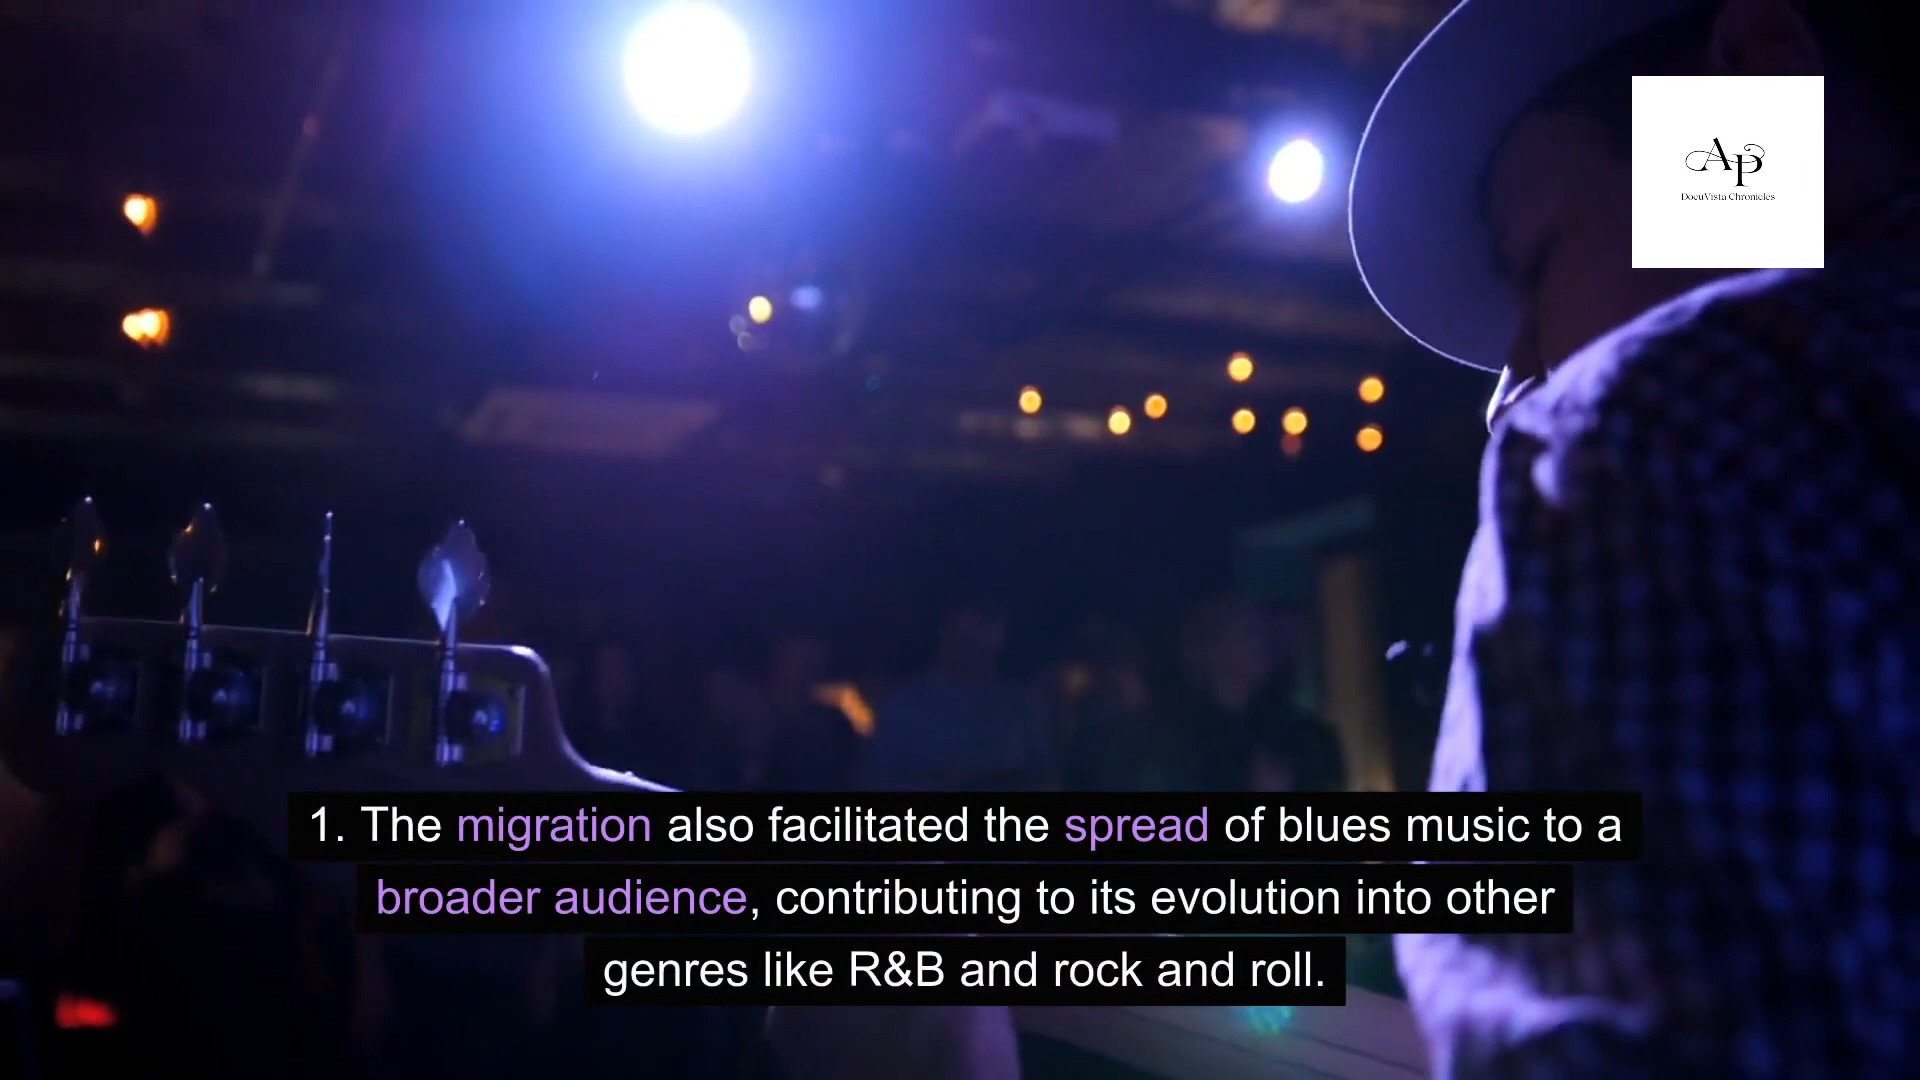 AP
DocuVista Chronicles
1. The migration also facilitated the spread of blues music to a
broader audience, contributing to its evolution into other
genres like R&B and rock and roll.